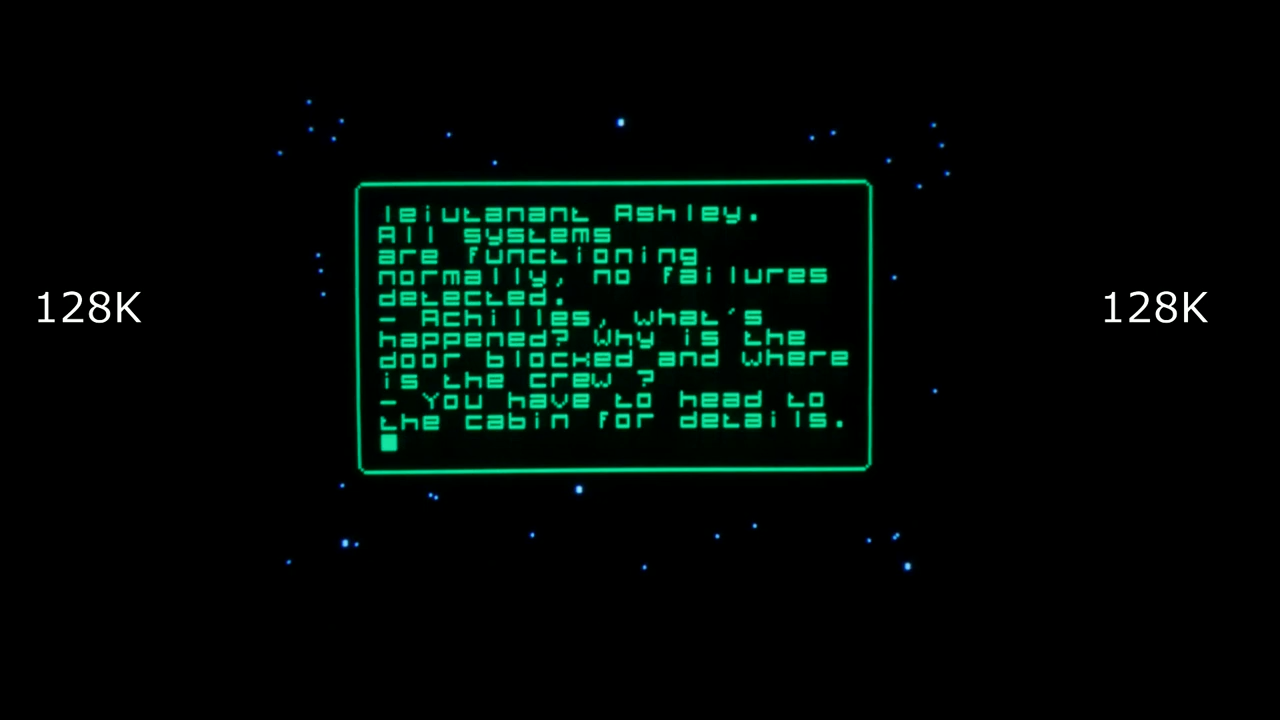 leiutanant Ashley.
All systems
are functioning
normally, no failures
detected.
- Achilles, what's
happened? Why is the
door blocked and where
is the crew ?
- You have to head to
the cabin for details.
128K
128K